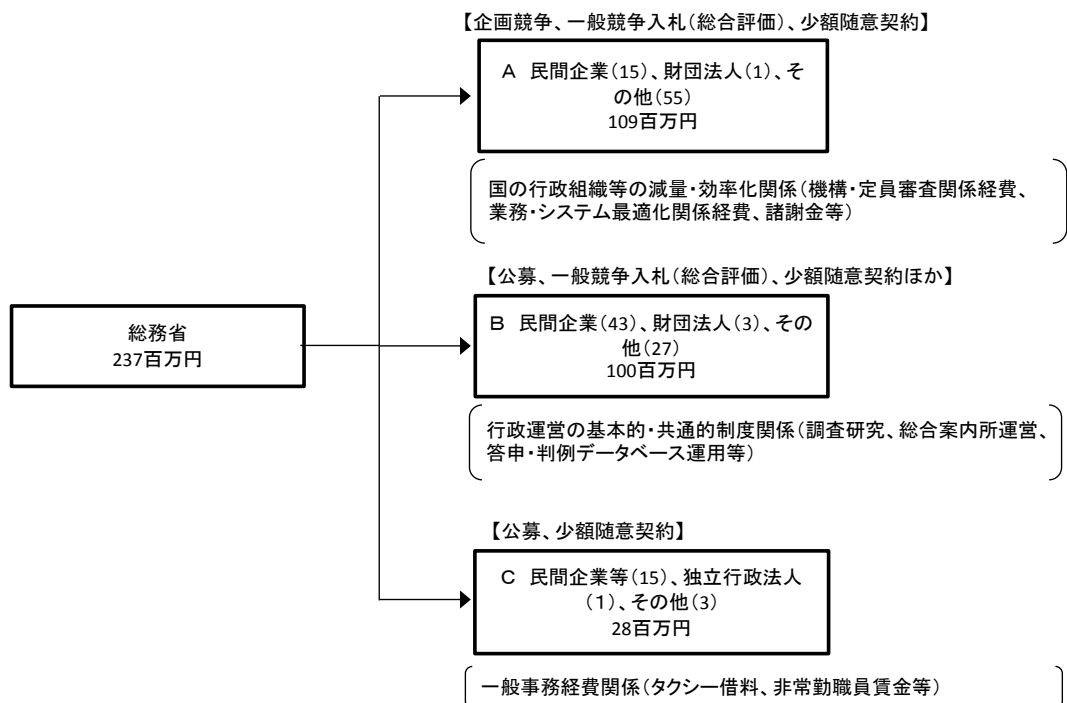 【企画競争、一般競争入札(総合評価)、少額随意契約】
A 民間企業(15)、財団法人(1)、そ
の他(55)
109百万円
国の行政組織等の減量・効率化関係(機構・定員審査関係経費、
業務・システム最適化関係経費、諸謝金等)
【公募、一般競争入札(総合評価)、少額随意契約ほか】
総務省
237百万円
B 民間企業(43)、財団法人(3)、その
他(27)
100百万円
行政運営の基本的・共通的制度関係(調査研究、総合案内所運営、
答申・判例データベース運用等)
【公募、少額随意契約】
C 民間企業等(15)、独立行政法人
(1)、その他(3)
28百万円
一般事務経費関係(タクシー借料、非常勤職員賃金等)